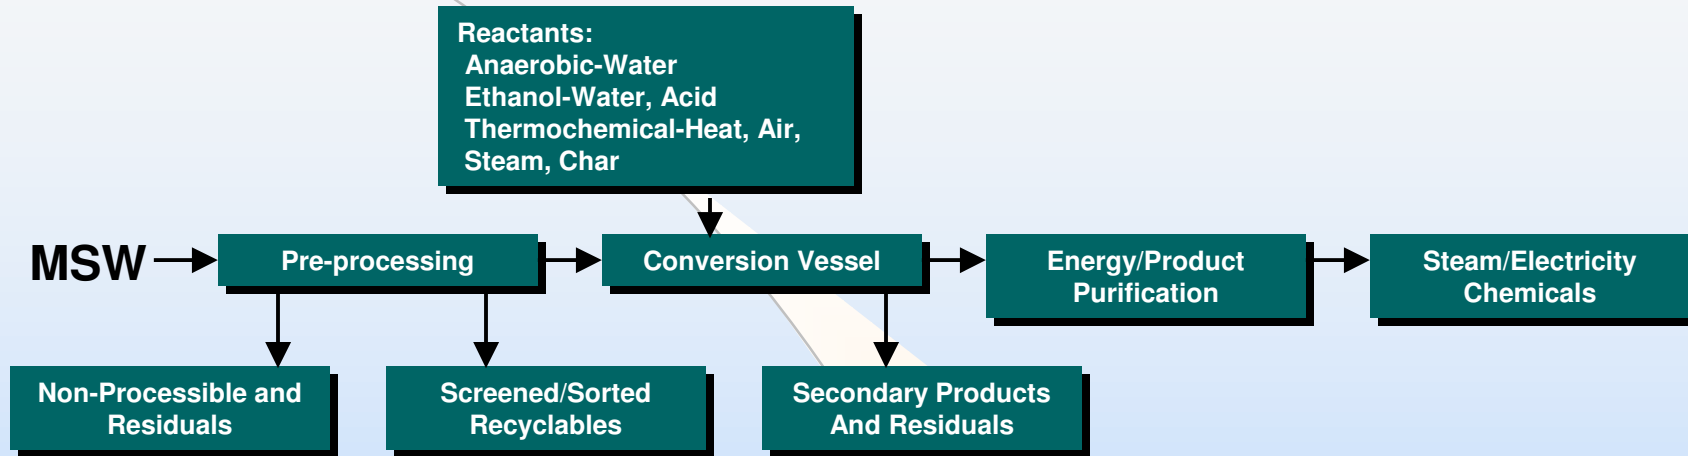 Reactants:
Anaerobic-Water
Ethanol-Water, Acid
Thermochemical-Heat, Air,
Steam, Char
MSW
Pre-processing
Conversion Vessel
Energy/Product
Purification
Steam/Electricity
Chemicals
Non-Processible and
Residuals
Screened/Sorted
Recyclables
Secondary Products
And Residuals